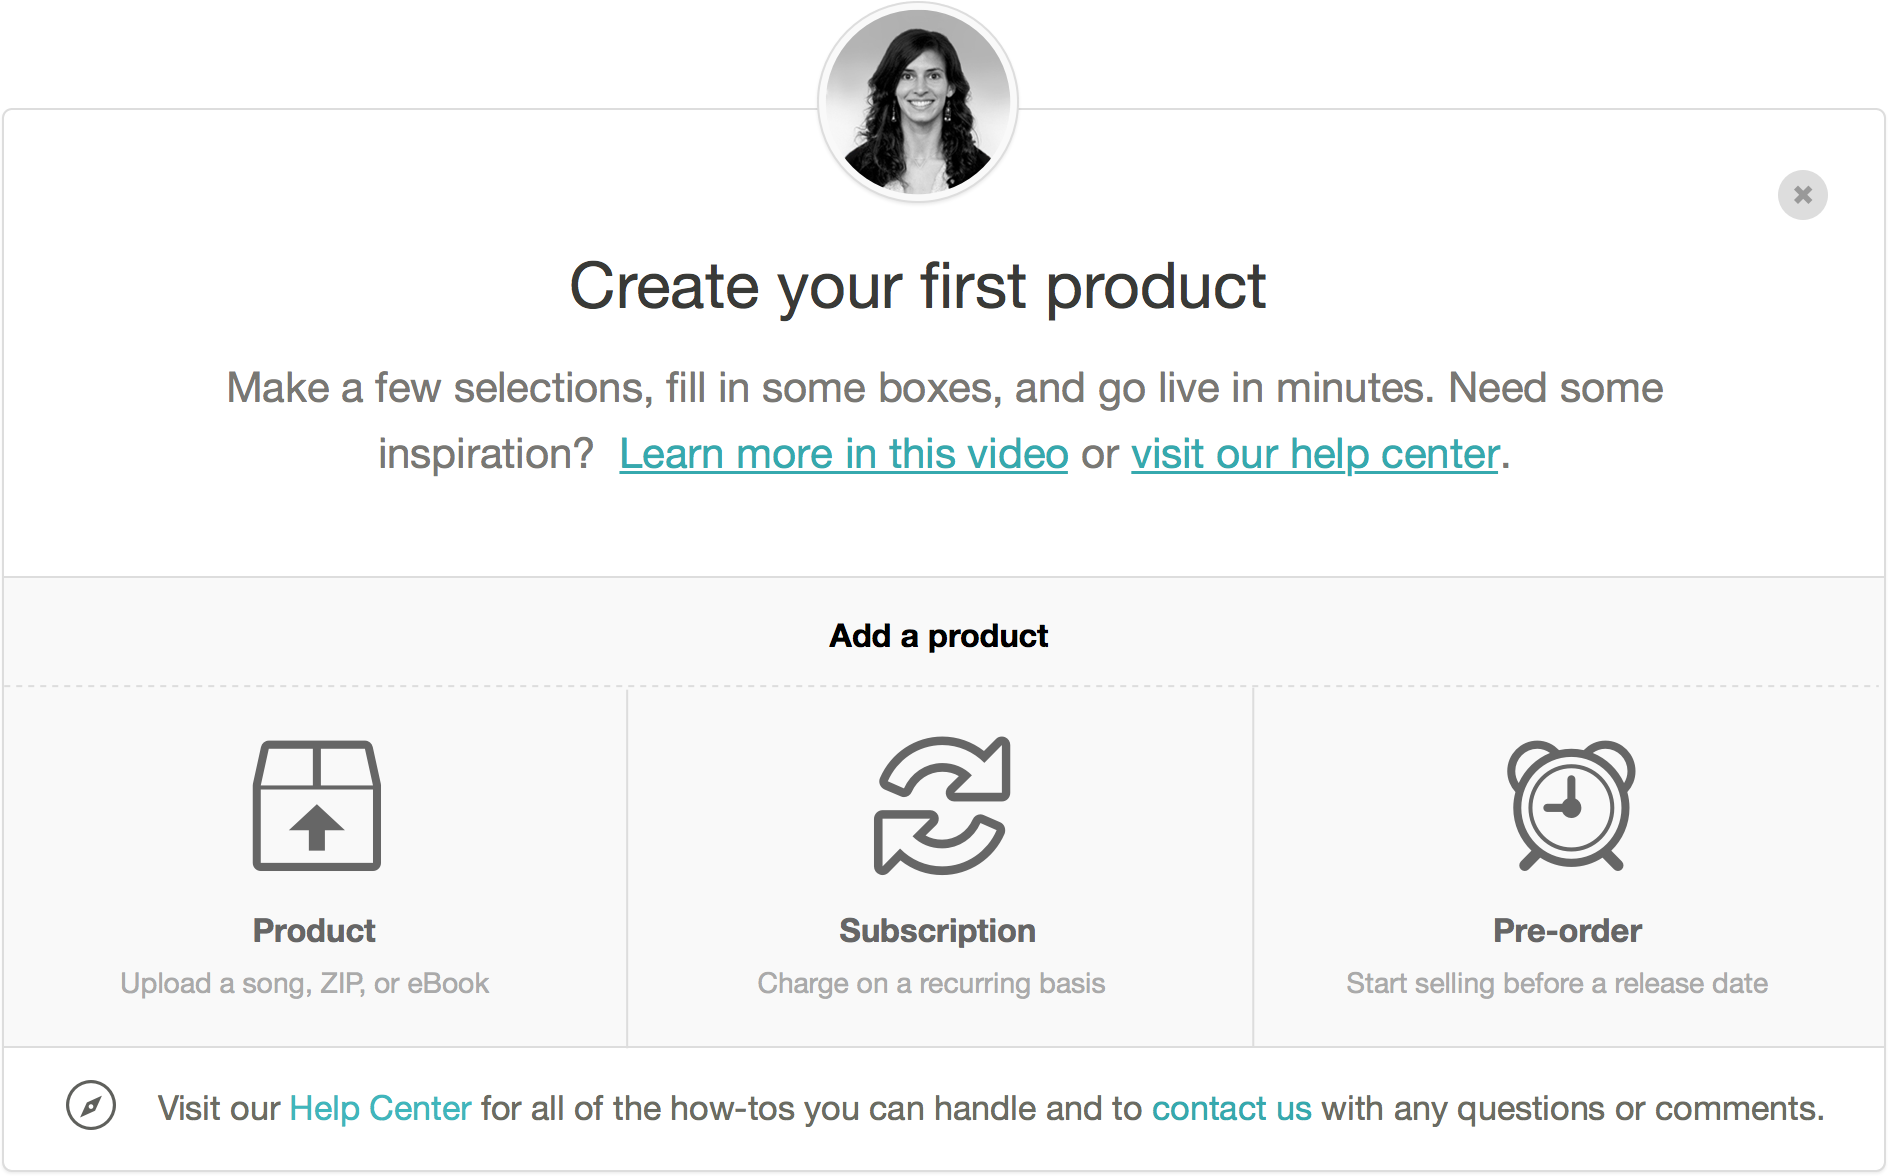 Create your first product
Make a few selections, fill in some boxes, and go live in minutes. Need some
inspiration? Learn more in this video or visit our help center.
Add a product
Product
Upload a song, ZIP, or eBook
Subscription
Charge on a recurring basis
Pre-order
Start selling before a release date
Visit our Help Center for all of the how-tos you can handle and to contact us with any questions or comments.